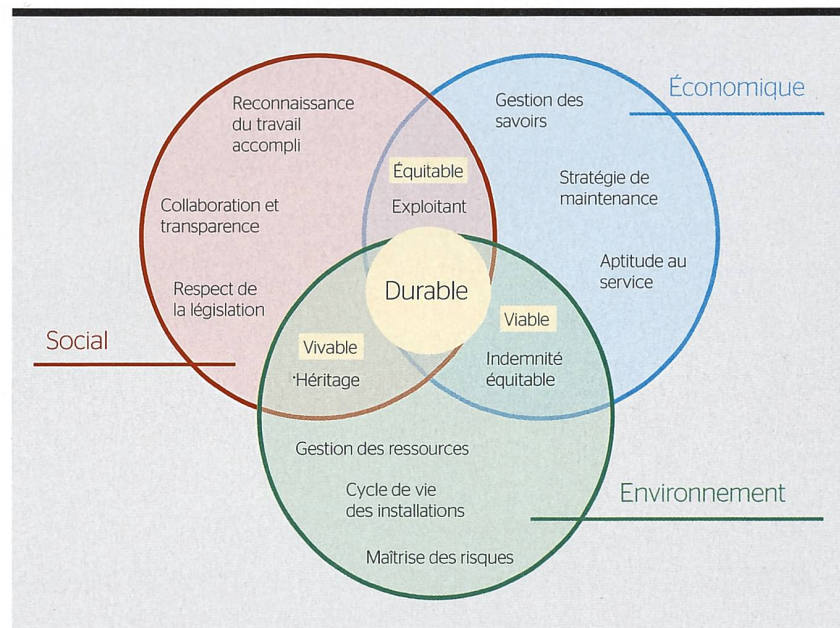 Économique
Reconnaissance
du travail
accompli
Gestion des
savoirs
Équitable
Exploitant
Stratégie de
maintenance
Collaboration et
transparence
Aptitude au
service
Respect de
la législation
Durable
Viable
Social
Vivable
Héritage
Indemnité
équitable
Gestion des ressources
Cycle de vie
des installations
Environnement
Maîtrise des risques